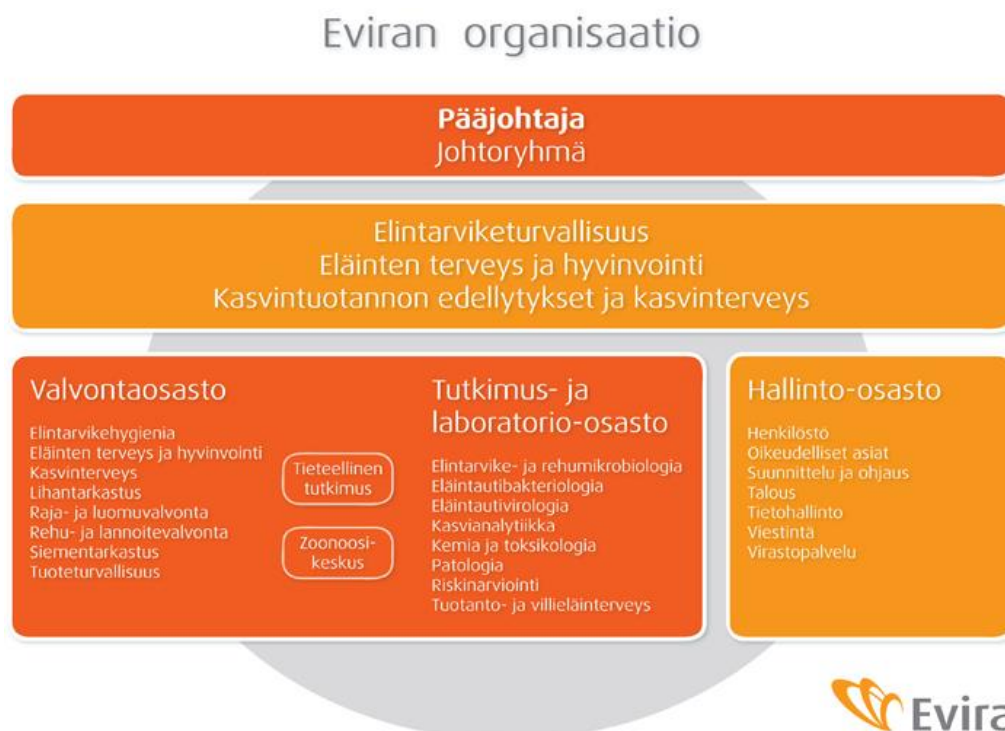 Eviran organisaatio
Pääjohtaja
Johtoryhmä
Elintarviketurvallisuus
Eläinten terveys ja hyvinvointi
Kasvintuotannon edellytykset ja kasvinterveys
Valvontaosasto
Elintarvikehygienia
Eläinten terveys ja hyvinvointi
Kasvinterveys
Lihantarkastus
Raja- ja luomuvalvonta
Rehu- ja lannoitevalvonta
Siementarkastus
Tuoteturvallisuus
Tieteellinen
tutkimus
Zoonoosi-
keskus
Tutkimus- ja
laboratorio-osasto
Elintarvike- ja rehumikrobiologia
Eläintautibakteriologia
Eläintautivirologia
Kasvianalytiikka
Kemia ja toksikologia
Patologia
Riskinarviointi
Tuotanto- ja villieläinterveys
Hallinto-osasto
Henkilöstö
Oikeudelliset asiat
Suunnittelu ja ohjaus
Talous
Tietohallinto
Viestintä
Virastopalvelu
Evira